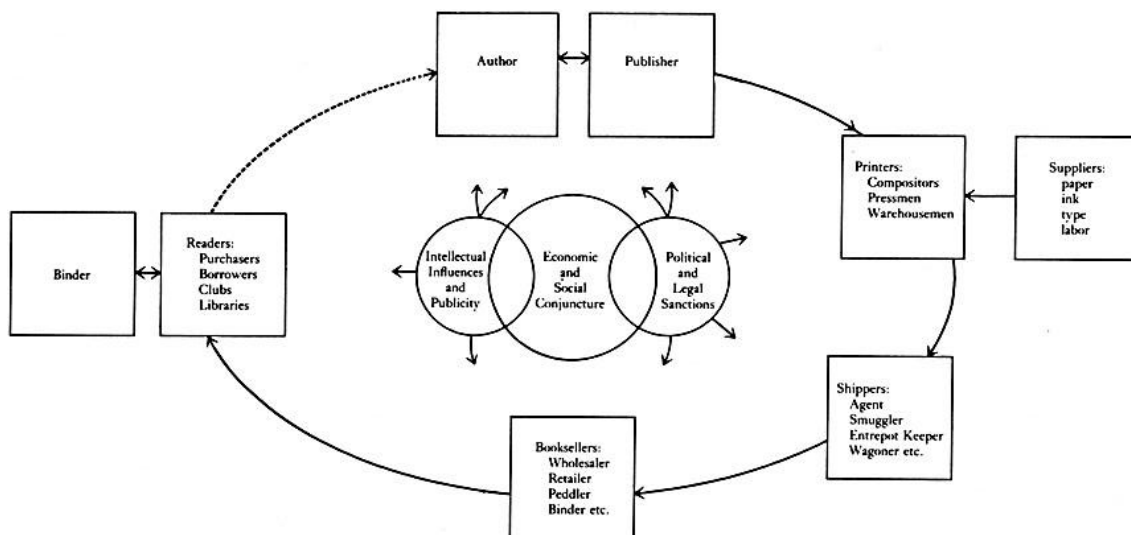 Author
Publisher
Printers:
Compositors
Pressmen
Warehousemen
Suppliers:
paper
ink
type
labor
Shippers:
Agent
Smuggler
Entrepot Keeper
Wagoner etc.
Booksellers:
Wholesaler
Retailer
Peddler
Binder etc.
Readers:
Purchasers
Borrowers
Clubs
Libraries
Binder
Intellectual
Influences
and
Publicity
Economic
and
Social
Conjuncture
Political
and
Legal
Sanctions